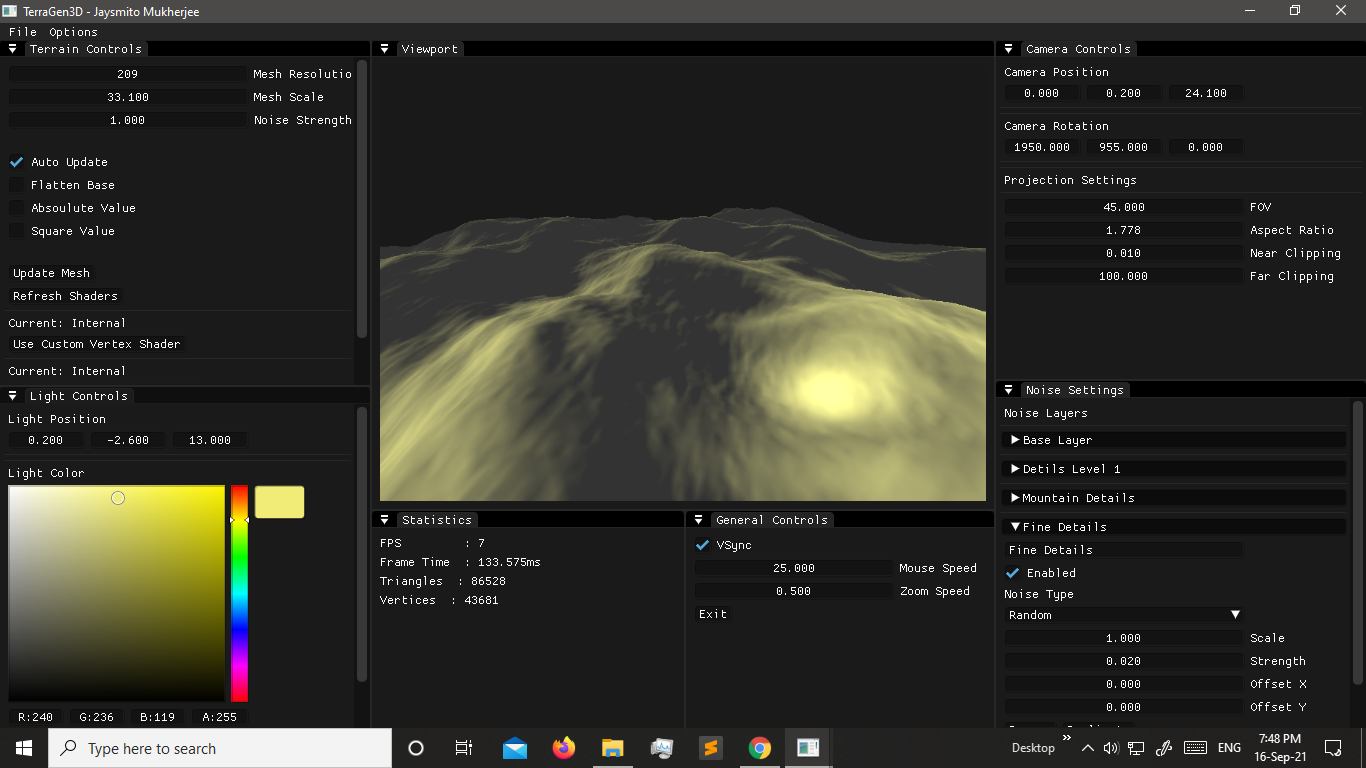 TerraGen3D - Jaysmito Mukherjee
File Options
Terrain Controls
209 Mesh Resolutio
33.100 Mesh Scale
1.000 Noise Strength
Auto Update
Flatten Base
Absoulute Value
Square Value
Update Mesh
Refresh Shaders
Current: Internal
Use Custom Vertex Shader
Current: Internal
Light Controls
Light Position
0.200 -2.600 13.000
Light Color
R:240 G:236 B:119 A:255
Viewport
Statistics
FPS : 7
Frame Time : 133.575ms
Triangles : 86528
Vertices : 43681
General Controls
VSync
25.000 Mouse Speed
0.500 Zoom Speed
Exit
Camera Controls
Camera Position
0.000 0.200 24.100
Camera Rotation
1950.000 955.000 0.000
Projection Settings
45.000 FOV
1.778 Aspect Ratio
0.010 Near Clipping
100.000 Far Clipping
Noise Settings
Noise Layers
Base Layer
Detils Level 1
Mountain Details
Fine Details
Fine Details
Enabled
Noise Type
Random
1.000 Scale
0.020 Strength
0.000 Offset X
0.000 Offset Y
Type here to search
Desktop
ENG
7:48 PM
16-Sep-21